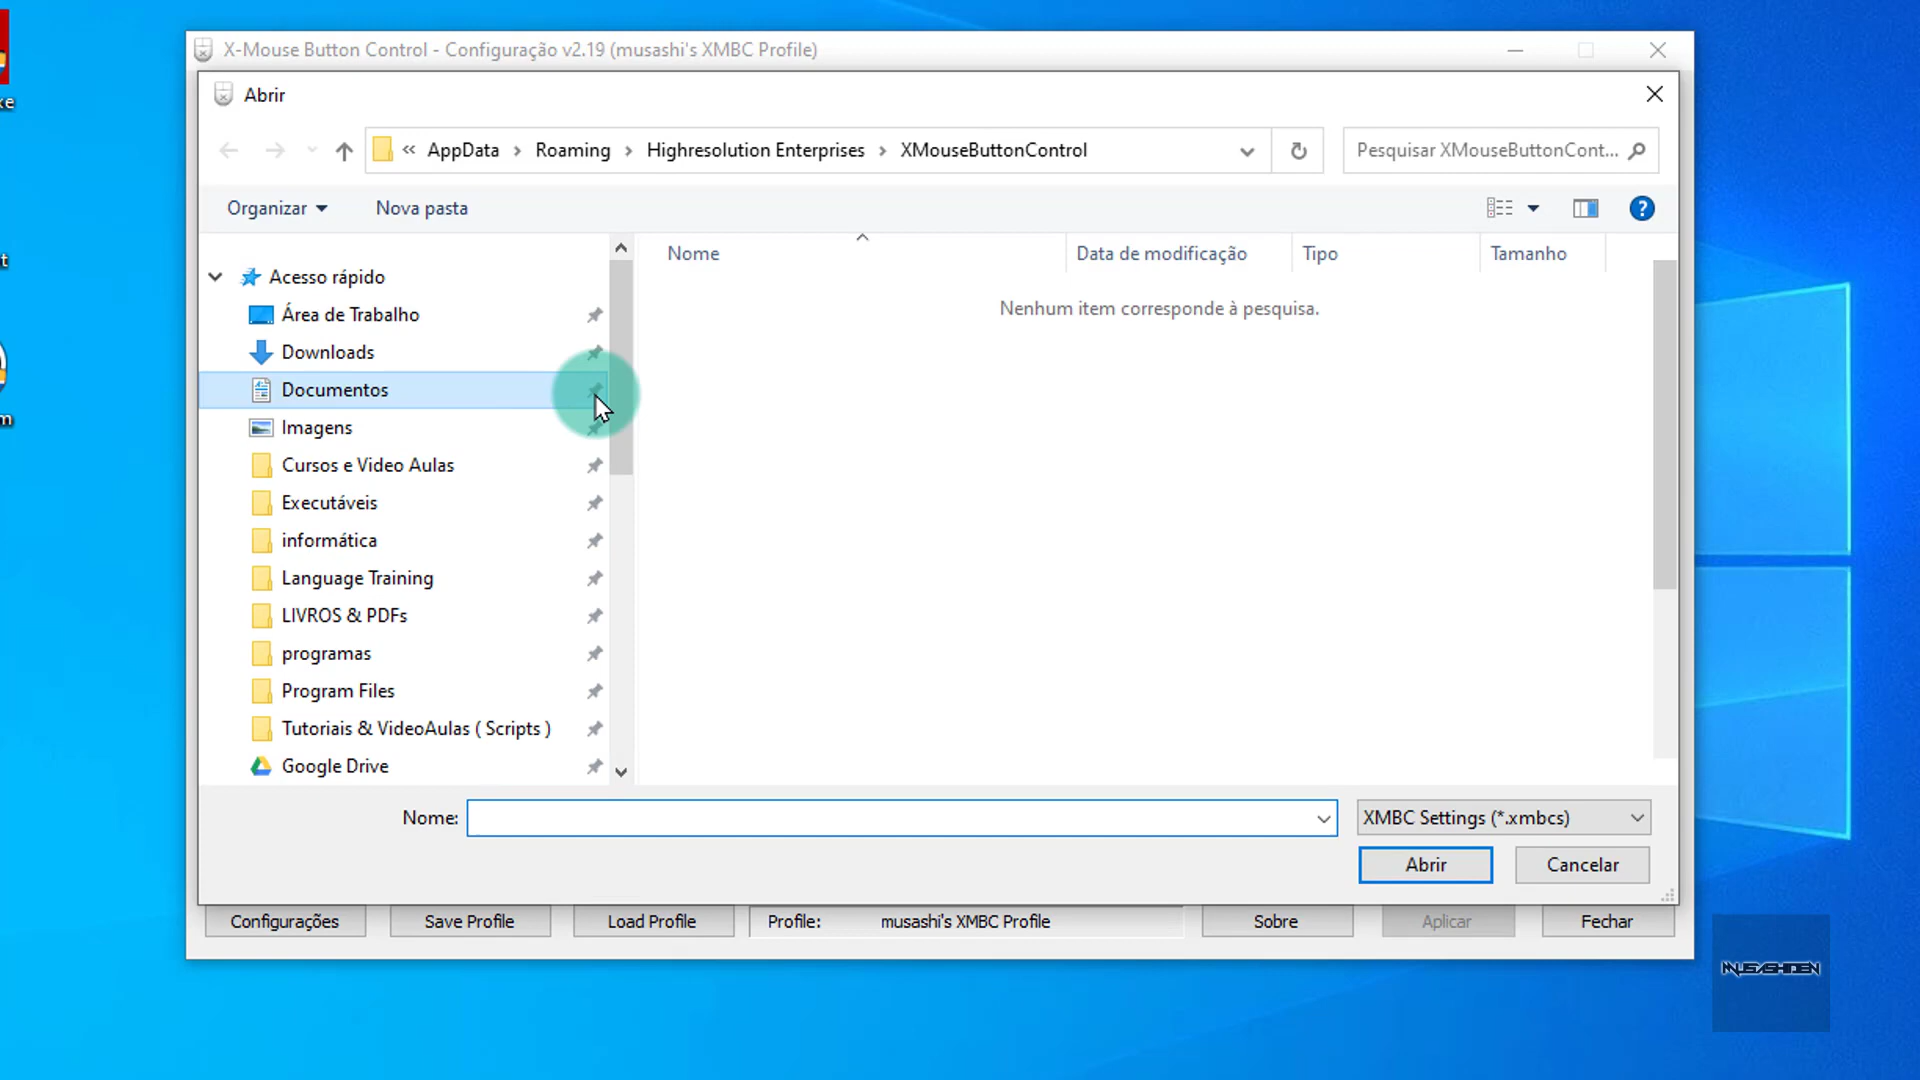 X-Mouse Button Control - Configuração v2.19 (musashi's XMBC Profile)
Abrir
« AppData › Roaming › Highresolution Enterprises › XMouseButtonControl
Pesquisar XMouseButtonCont...
Organizar
Nova pasta
Nome
Data de modificação
Tipo
Tamanho
Nenhum item corresponde à pesquisa.
Acesso rápido
Área de Trabalho
Downloads
Documentos
Imagens
Cursos e Video Aulas
Executáveis
informática
Language Training
LIVROS & PDFs
programas
Program Files
Tutoriais & VideoAulas ( Scripts )
Google Drive
Nome:
XMBC Settings (*.xmbcs)
Abrir
Cancelar
Configurações
Save Profile
Load Profile
Profile:
musashi's XMBC Profile
Sobre
Aplicar
Fechar
MUSASHIDEN